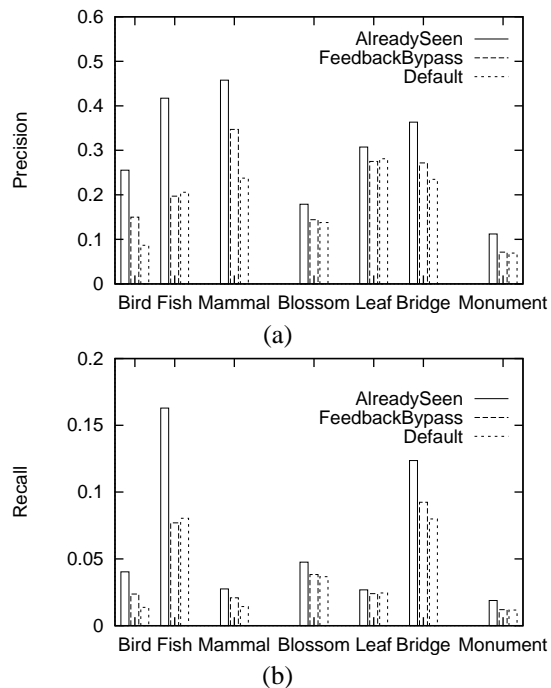 0.6
AlreadySeen
FeedbackBypass
Default
0.5
0.4
0.3
0.2
0.1
0
Precision
Bird Fish Mammal Blossom Leaf Bridge Monument
(a)
0.2
AlreadySeen
FeedbackBypass
Default
0.15
0.1
0.05
0
Recall
Bird Fish Mammal Blossom Leaf Bridge Monument
(b)